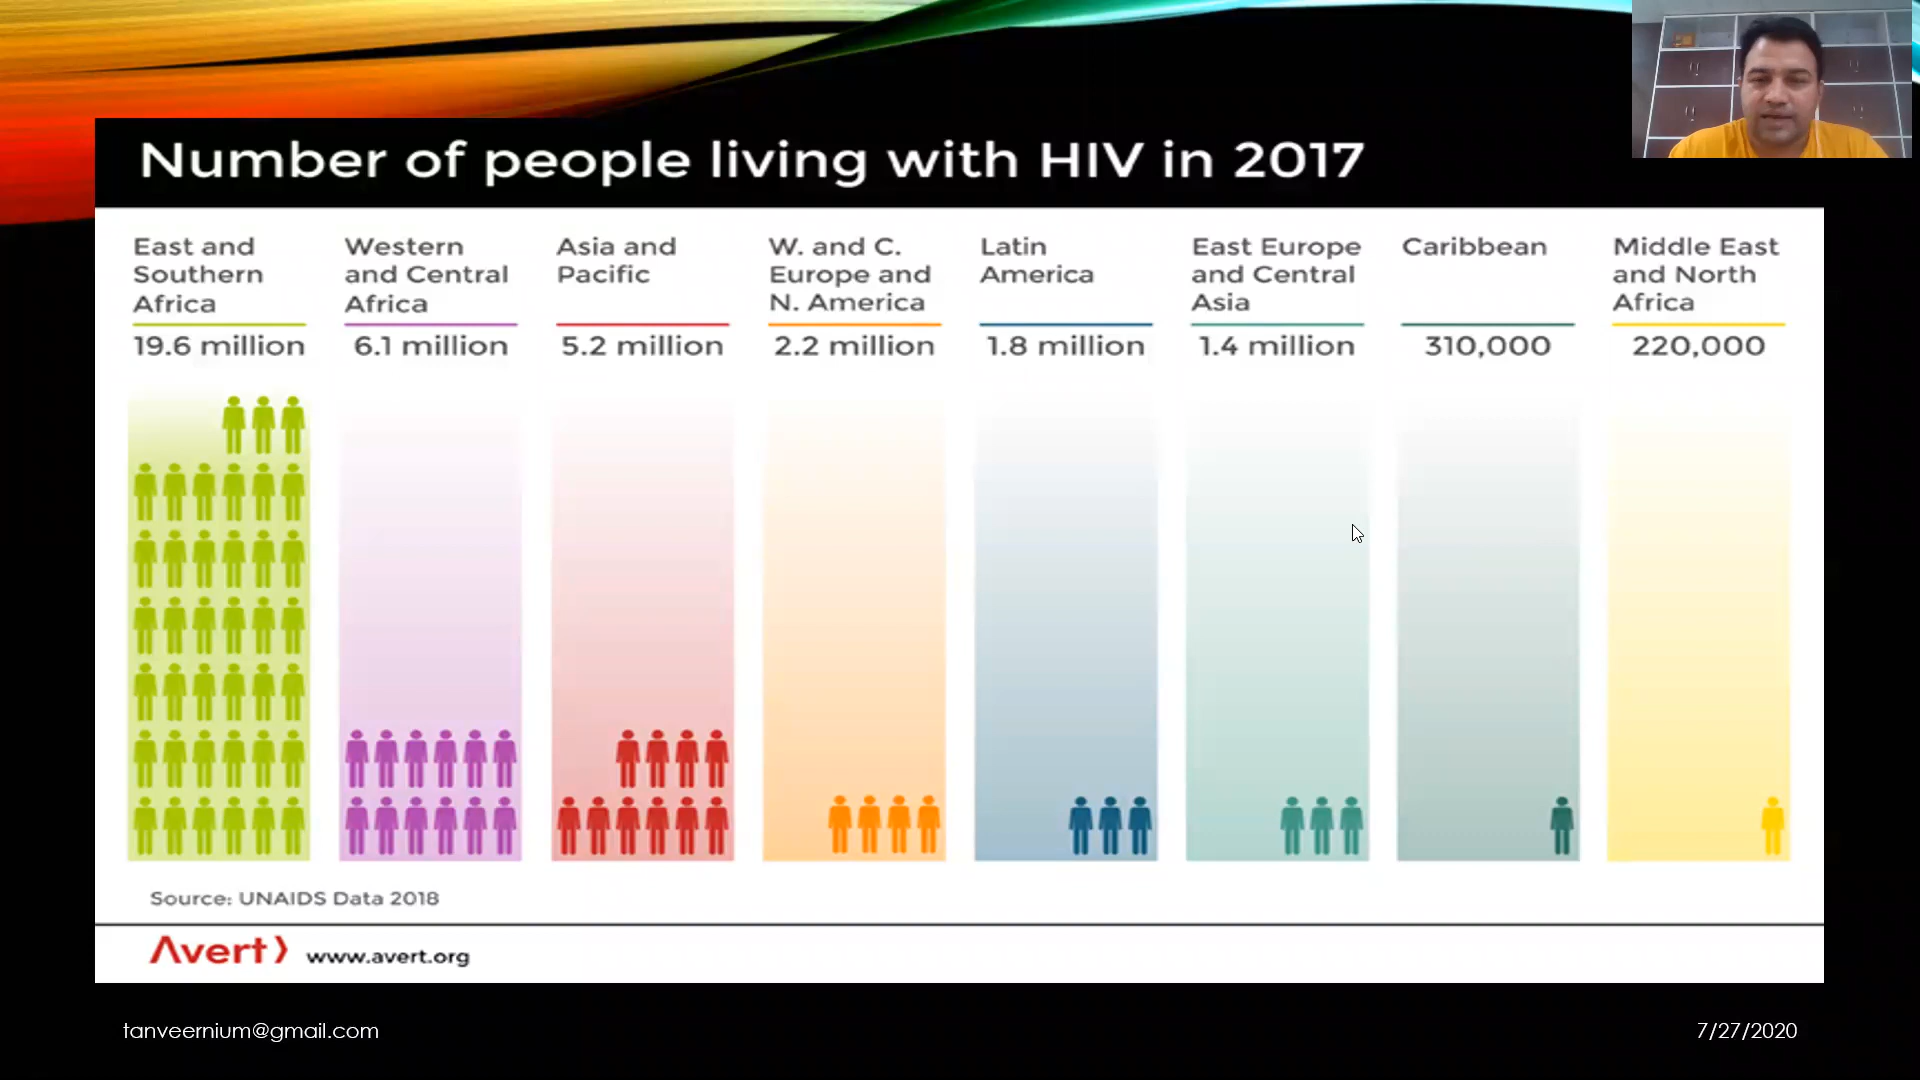 Number of people living with HIV in 2017
East and
Southern
Africa
19.6 million
Western
and Central
Africa
6.1 million
Asia and
Pacific
5.2 million
W. and C.
Europe and
N. America
2.2 million
Latin
America
1.8 million
East Europe
and Central
Asia
1.4 million
Caribbean
310,000
Middle East
and North
Africa
220,000
Source: UNAIDS Data 2018
Avert
www.avert.org
tanveernium@gmail.com
7/27/2020